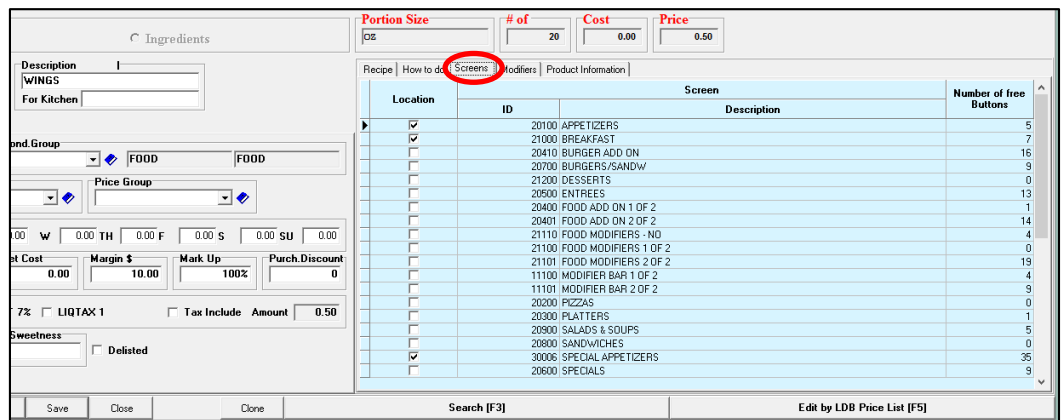 Portion Size # of Cost Price
OZ 20 0.00 0.50
Ingredients
Description
WINGS
For Kitchen
ond.Group
FOOD FOOD
Price Group
0.00 W 0.00 TH 0.00 F 0.00 S 0.00 SU 0.00
et Cost Margin $ Mark Up Purch.Discount
0.00 10.00 100% 0
7% LIQTAX 1 Tax Include Amount 0.50
Sweetness
Delisted
Recipe How to do Screens Modifiers Product Information
Location Screen Number of free Buttons
ID Description
20100 APPETIZERS 5
21000 BREAKFAST 7
20410 BURGER ADD ON 16
20700 BURGERS/SANDW 9
21200 DESSERTS 0
20500 ENTREES 13
20400 FOOD ADD ON 1 OF 2 1
20401 FOOD ADD ON 2 OF 2 14
21110 FOOD MODIFIERS - NO 4
21100 FOOD MODIFIERS 1 OF 2 0
21101 FOOD MODIFIERS 2 OF 2 19
11100 MODIFIER BAR 1 OF 2 4
11101 MODIFIER BAR 2 OF 2 9
20200 PIZZAS 0
20300 PLATTERS 1
20900 SALADS & SOUPS 5
20800 SANDWICHES 0
30006 SPECIAL APPETIZERS 35
20600 SPECIALS 9
Save Close Clone Search [F3] Edit by LDB Price List [F5]